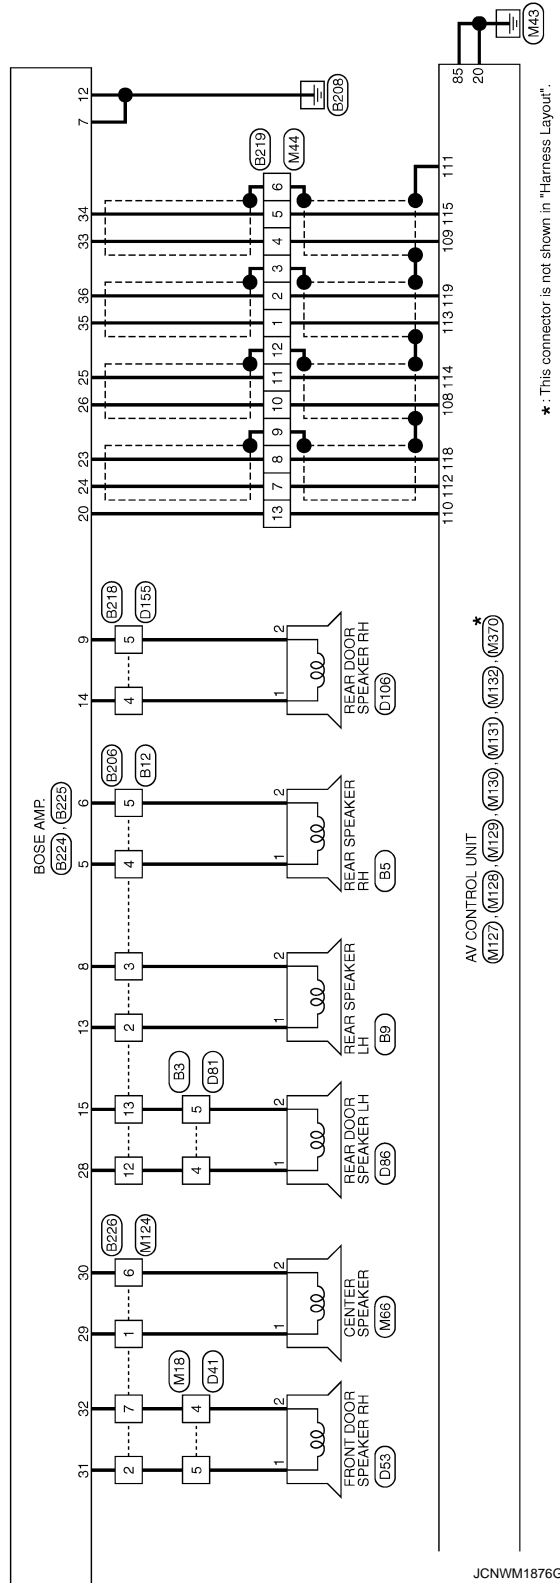 BOSE AMP.
B224 , B225
31 32 29 30 28 15 13 8 5 6 14 9 20 24 23 26 25 35 36 33 34 7 12
B226
M124
B206
B12
B218
D155
2 7 1 6 12 13 2 3 4 5 4 5
M18
D41
5 4
B3
D81
4 5
B219
M44
13 7 8 9 10 11 12 1 2 3 4 5 6
B208
1 2
FRONT DOOR
SPEAKER RH
D53
1 2
CENTER
SPEAKER
M66
1 2
REAR DOOR
SPEAKER LH
D86
1 2
REAR SPEAKER
LH
B9
1 2
REAR SPEAKER
RH
B5
1 2
REAR DOOR
SPEAKER RH
D106
110 112 118 108 114 113 119 109 115 111
85
20
M43
AV CONTROL UNIT
M127 , M128 , M129 , M130 , M131 , M132 , M370 *
* : This connector is not shown in "Harness Layout".
JCNWM1876G